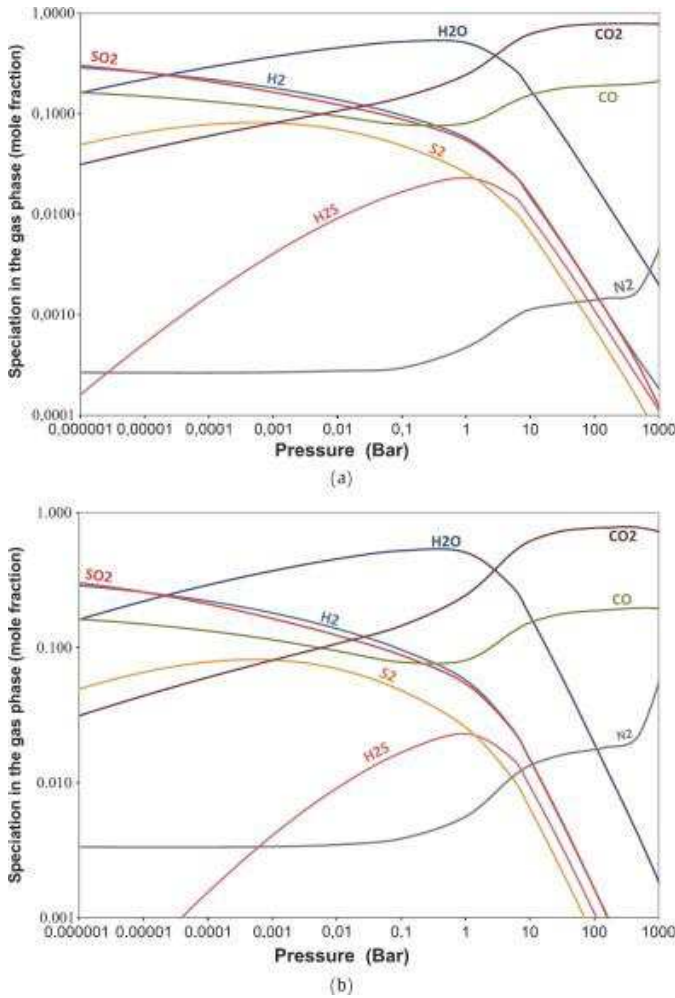 Speciation in the gas phase (mole fraction)
1,0000
0,1000
0,0100
0,0010
0,0001
SO2
H2O
CO2
H2
CO
S2
H2S
N2
0,000001 0,00001 0,0001 0,001 0,01 0,1 1 10 100 1000
Pressure (Bar)
(a)
Speciation in the gas phase (mole fraction)
1.000
0.100
0.010
0.001
H2O
CO2
SO2
H2
CO
S2
N2
H2S
0.000001 0,00001 0,0001 0,001 0,01 0,1 1 10 100 1000
Pressure (Bar)
(b)